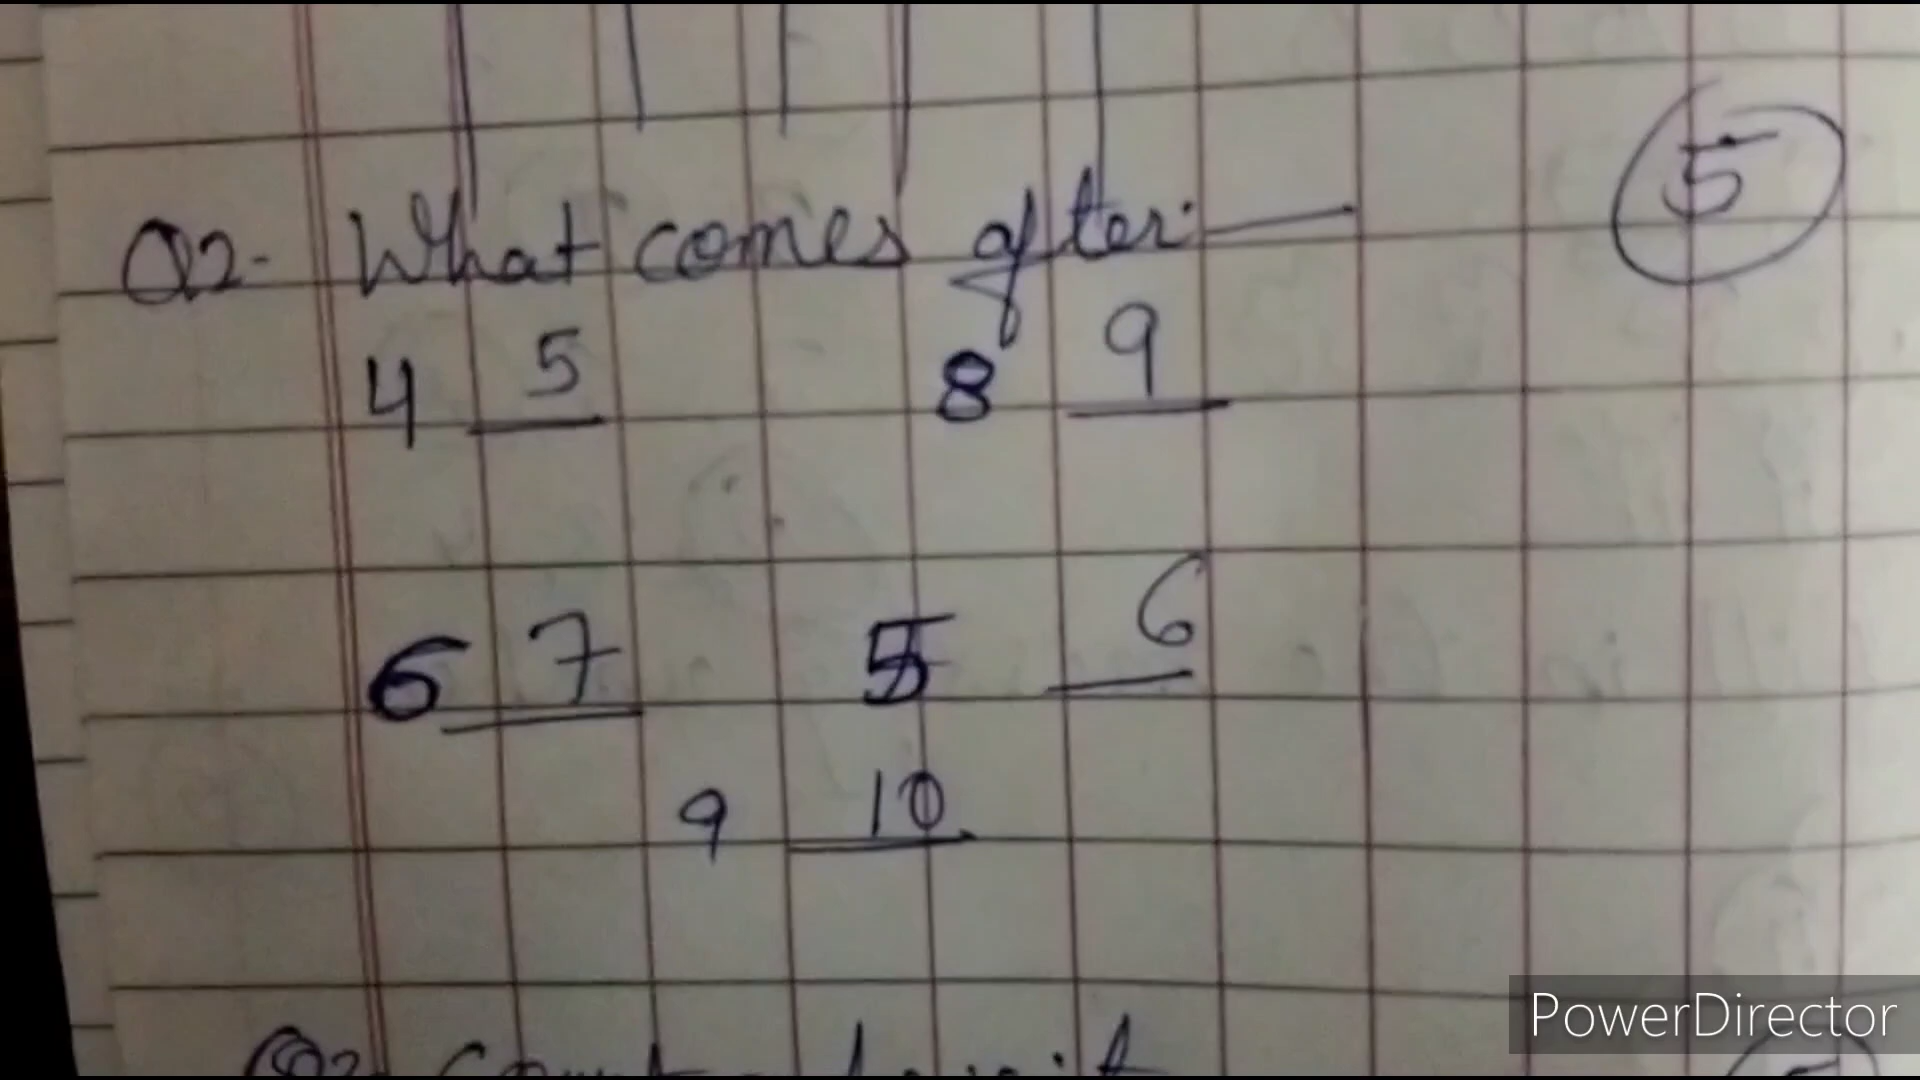 Q2- What comes after:— 5
4 5 8 9
6 7 5 6
9 10
PowerDirector